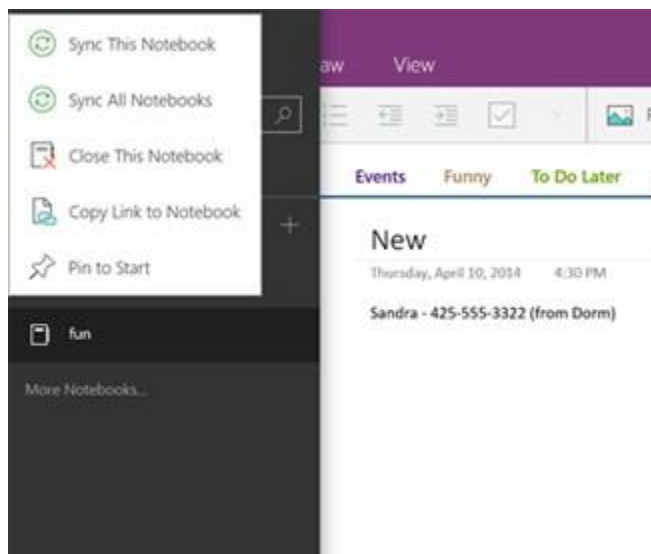 Sync This Notebook
Sync All Notebooks
Close This Notebook
Copy Link to Notebook
Pin to Start
fun
More Notebooks...
aw View
Events Funny To Do Later
New
Thursday, April 10, 2014 4:30 PM
Sandra - 425-555-3322 (from Dorm)